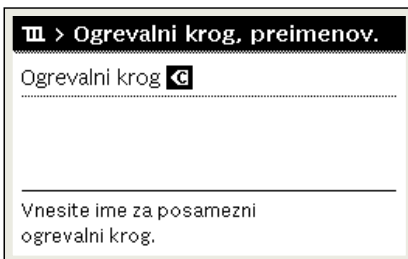 > Ogrevalni krog, preimenov.
Ogrevalni krog C
Vnesite ime za posamezni
ogrevalni krog.